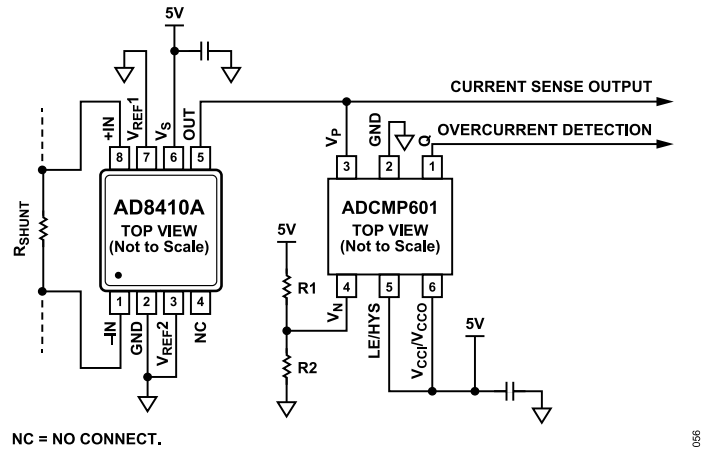 5V
+IN
VREF1
VS
OUT
8
7
6
5
AD8410A
TOP VIEW
(Not to Scale)
1
2
3
4
–IN
GND
VREF2
NC
RSHUNT
CURRENT SENSE OUTPUT
OVERCURRENT DETECTION
VP
GND
Q
3
2
1
ADCMP601
TOP VIEW
(Not to Scale)
4
5
6
VN
LE/HYS
VCCI/VCCO
5V
R1
R2
5V
NC = NO CONNECT.
056